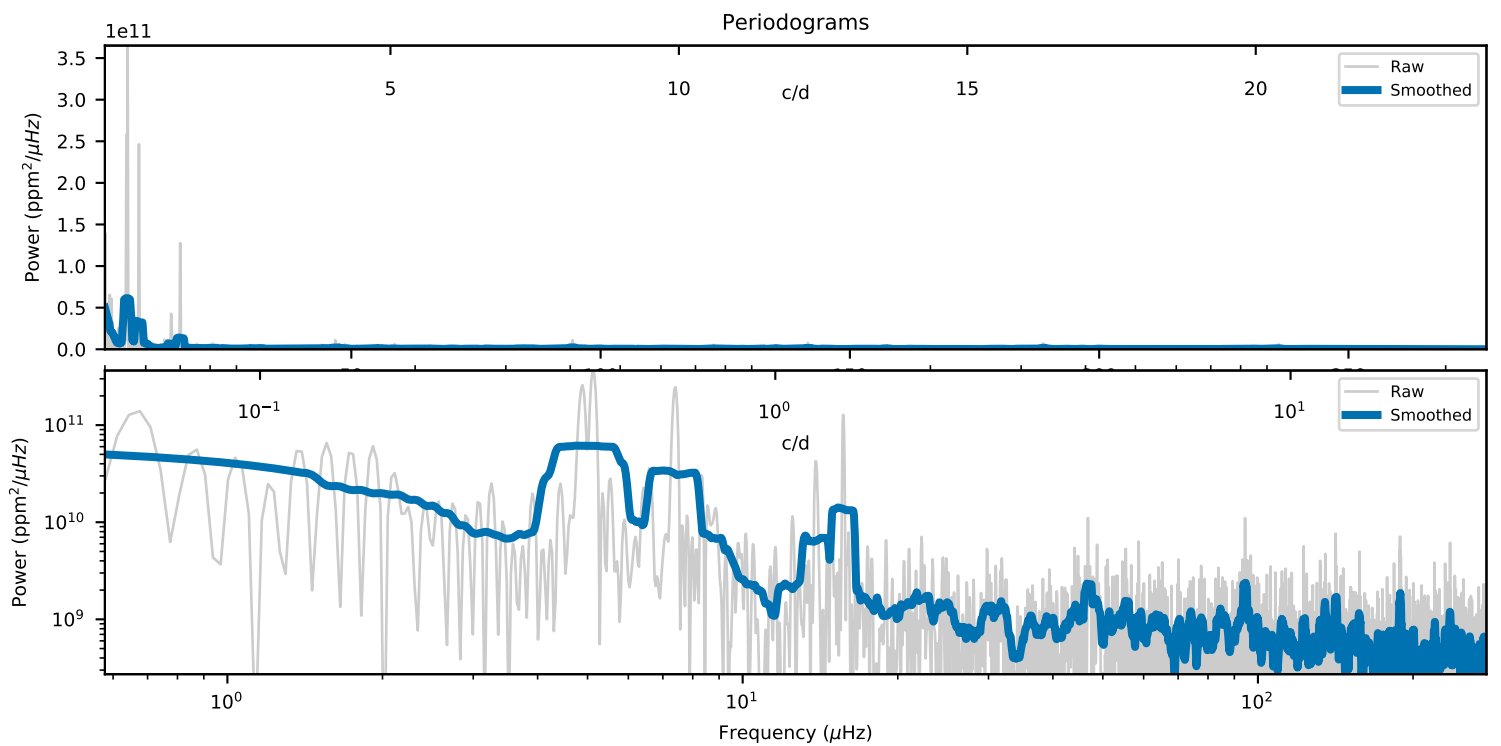 Periodograms
1e11
3.5
3.0
2.5
2.0
1.5
1.0
0.5
0.0
Power (ppm²/μHz)
5 10 15 20
c/d
Raw
Smoothed
10⁻¹ 10⁰ 10¹
c/d
Raw
Smoothed
10¹¹
10¹⁰
10⁹
Power (ppm²/μHz)
10⁰ 10¹ 10²
Frequency (μHz)